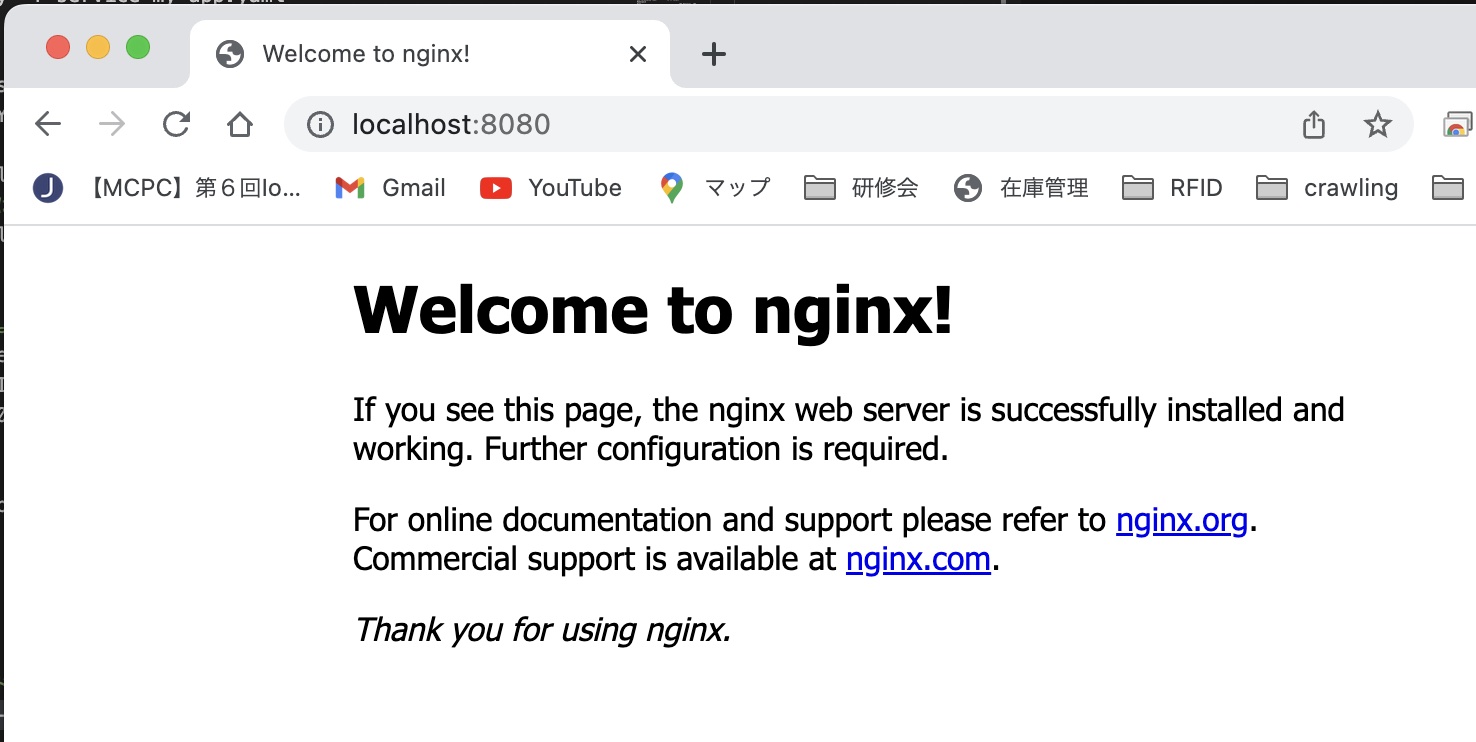 Welcome to nginx!
localhost:8080
【MCPC】第６回Io... Gmail YouTube マップ 研修会 在庫管理 RFID crawling
Welcome to nginx!
If you see this page, the nginx web server is successfully installed and
working. Further configuration is required.
For online documentation and support please refer to nginx.org.
Commercial support is available at nginx.com.
Thank you for using nginx.